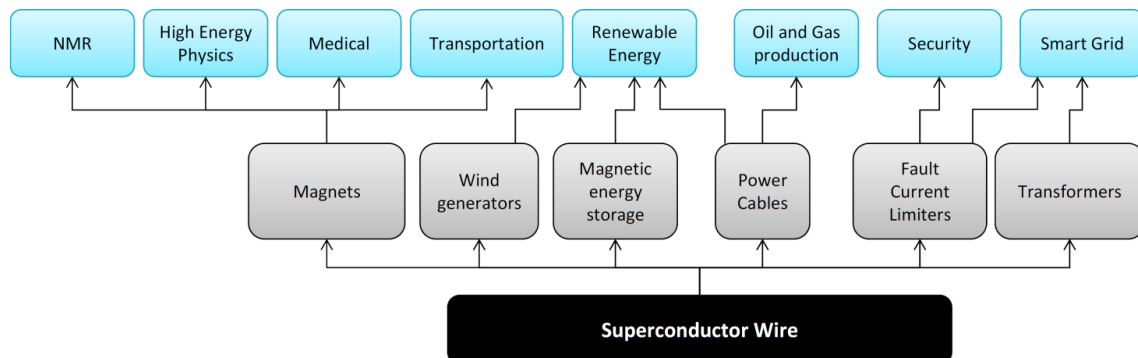 NMR
High Energy
Physics
Medical
Transportation
Renewable
Energy
Oil and Gas
production
Security
Smart Grid
Magnets
Wind
generators
Magnetic
energy
storage
Power
Cables
Fault
Current
Limiters
Transformers
Superconductor Wire